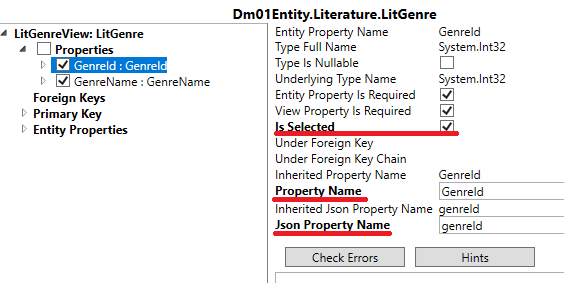 Dm01Entity.Literature.LitGenre
LitGenreView: LitGenre
Properties
GenreId : GenreId
GenreName : GenreName
Foreign Keys
Primary Key
Entity Properties
Entity Property Name GenreId
Type Full Name System.Int32
Type Is Nullable
Underlying Type Name System.Int32
Entity Property Is Required
View Property Is Required
Is Selected
Under Foreign Key
Under Foreign Key Chain
Inherited Property Name GenreId
Property Name GenreId
Inherited Json Property Name genreId
Json Property Name genreId
Check Errors Hints